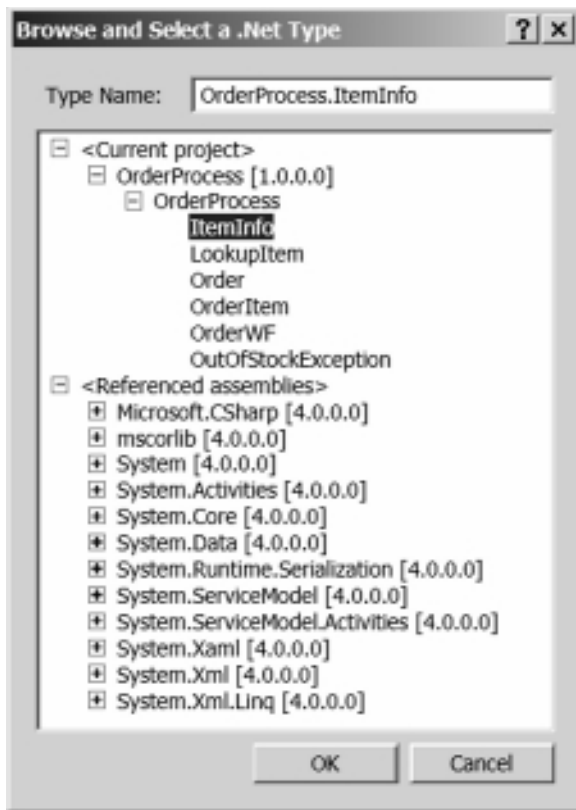 Browse and Select a .Net Type
Type Name: OrderProcess.ItemInfo
<Current project>
OrderProcess [1.0.0.0]
OrderProcess
ItemInfo
LookupItem
Order
OrderItem
OrderWF
OutOfStockException
<Referenced assemblies>
Microsoft.CSharp [4.0.0.0]
mscorlib [4.0.0.0]
System [4.0.0.0]
System.Activities [4.0.0.0]
System.Core [4.0.0.0]
System.Data [4.0.0.0]
System.Runtime.Serialization [4.0.0.0]
System.ServiceModel [4.0.0.0]
System.ServiceModel.Activities [4.0.0.0]
System.Xaml [4.0.0.0]
System.Xml [4.0.0.0]
System.Xml.Linq [4.0.0.0]
OK Cancel